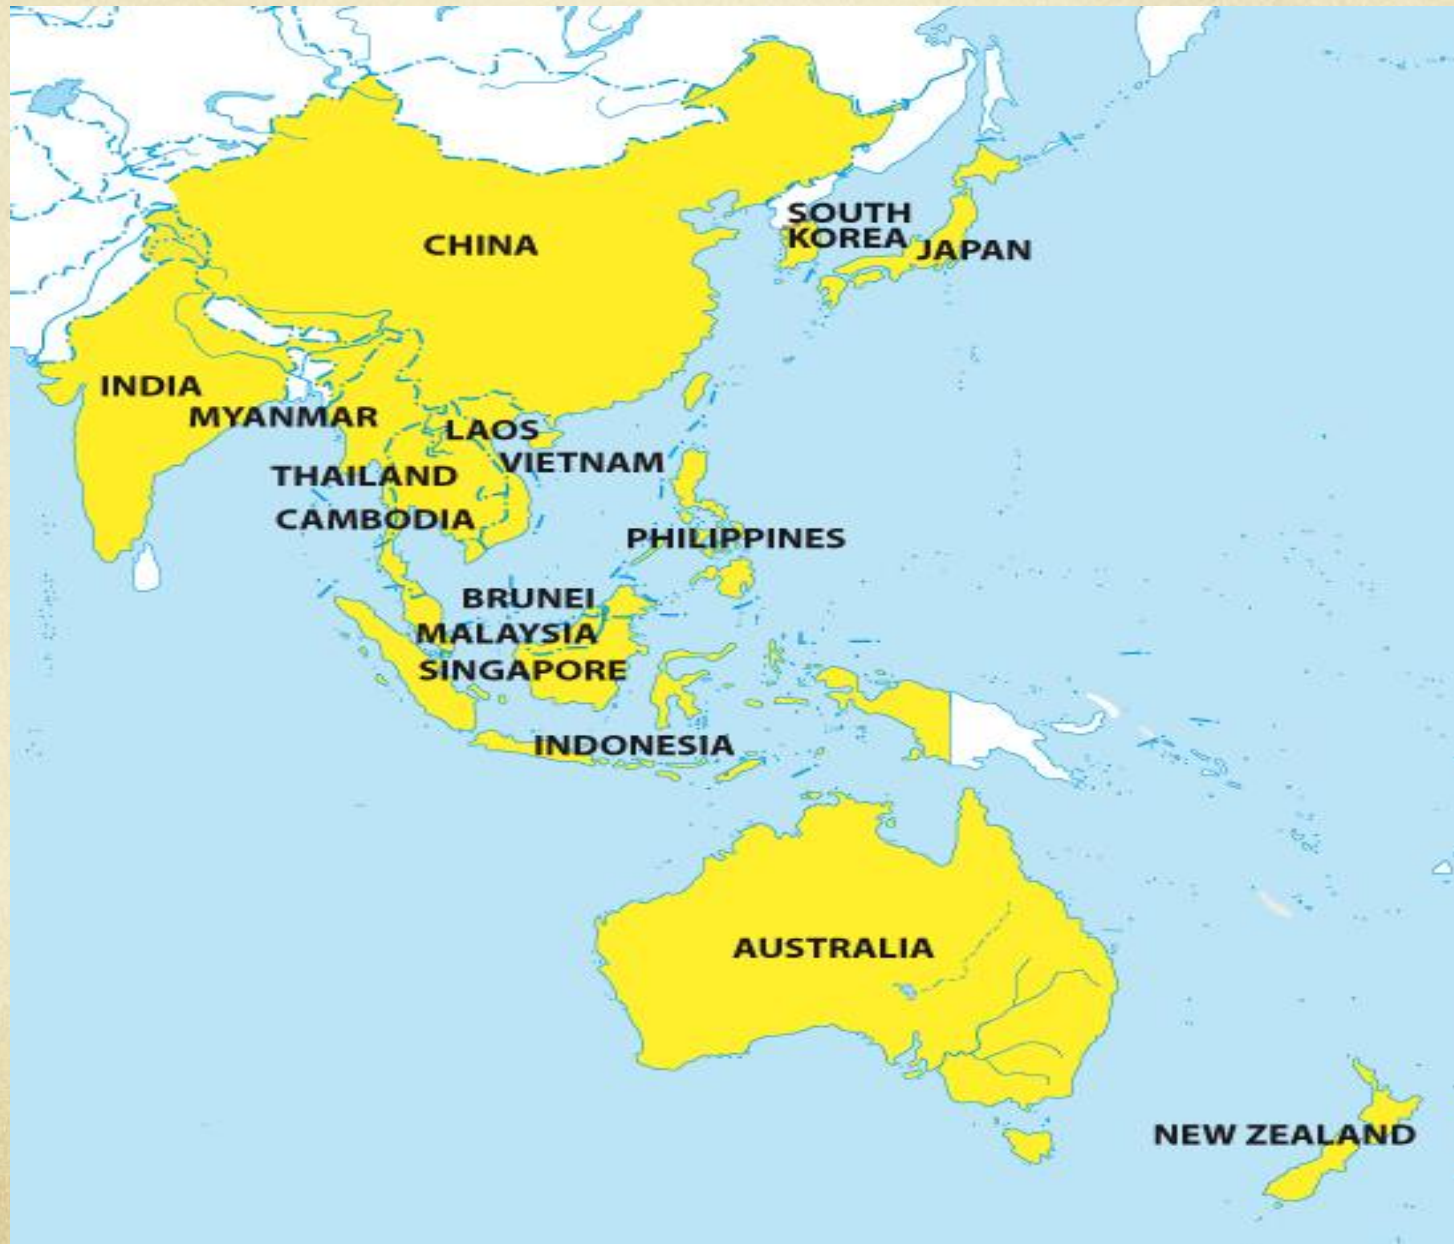 SOUTH
KOREA
JAPAN
CHINA
INDIA
MYANMAR
LAOS
VIETNAM
THAILAND
CAMBODIA
PHILIPPINES
BRUNEI
MALAYSIA
SINGAPORE
INDONESIA
AUSTRALIA
NEW ZEALAND